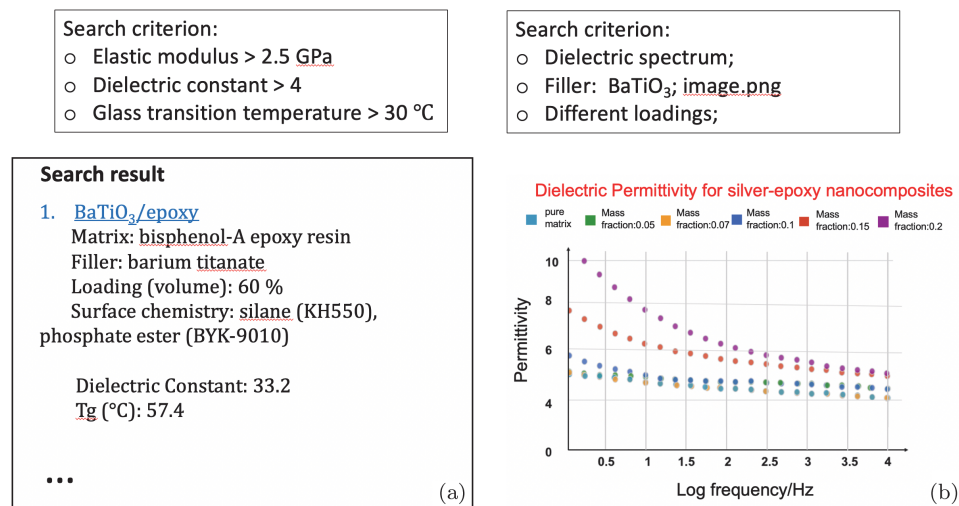 Search criterion:
o Elastic modulus > 2.5 GPa
o Dielectric constant > 4
o Glass transition temperature > 30 °C
Search criterion:
o Dielectric spectrum;
o Filler: BaTiO3; image.png
o Different loadings;
Search result
1. BaTiO3/epoxy
Matrix: bisphenol-A epoxy resin
Filler: barium titanate
Loading (volume): 60 %
Surface chemistry: silane (KH550),
phosphate ester (BYK-9010)
Dielectric Constant: 33.2
Tg (°C): 57.4
...
(a)
Dielectric Permittivity for silver-epoxy nanocomposites
pure matrix
Mass fraction:0.05
Mass fraction:0.07
Mass fraction:0.1
Mass fraction:0.15
Mass fraction:0.2
Permittivity
10
8
6
4
0
0.5 1 1.5 2 2.5 3 3.5 4
Log frequency/Hz
(b)